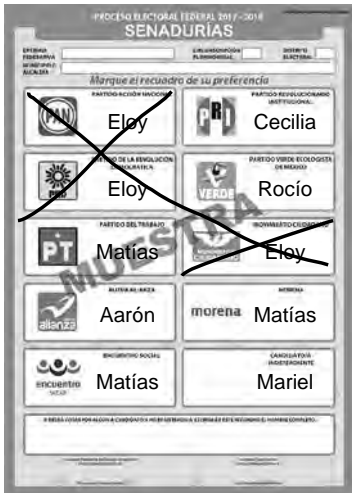 PROCESO ELECTORAL FEDERAL 2017-2018
SENADURÍAS
ENTIDAD FEDERATIVA
MUNICIPIO O ALCALDÍA
CIRCUNSCRIPCIÓN PLURINOMINAL
DISTRITO ELECTORAL
Marque el recuadro de su preferencia
PARTIDO ACCIÓN NACIONAL
PAN
Eloy
PARTIDO REVOLUCIONARIO INSTITUCIONAL
PRI
Cecilia
PARTIDO DE LA REVOLUCIÓN DEMOCRÁTICA
PRD
Eloy
PARTIDO VERDE ECOLOGISTA DE MÉXICO
VERDE
Rocío
PARTIDO DEL TRABAJO
PT
Matías
MOVIMIENTO CIUDADANO
Eloy
MUESTRA
NUEVA ALIANZA
alianza
Aarón
MORENA
morena
Matías
ENCUENTRO SOCIAL
encuentro
social
Matías
CANDIDATO/A INDEPENDIENTE
Mariel